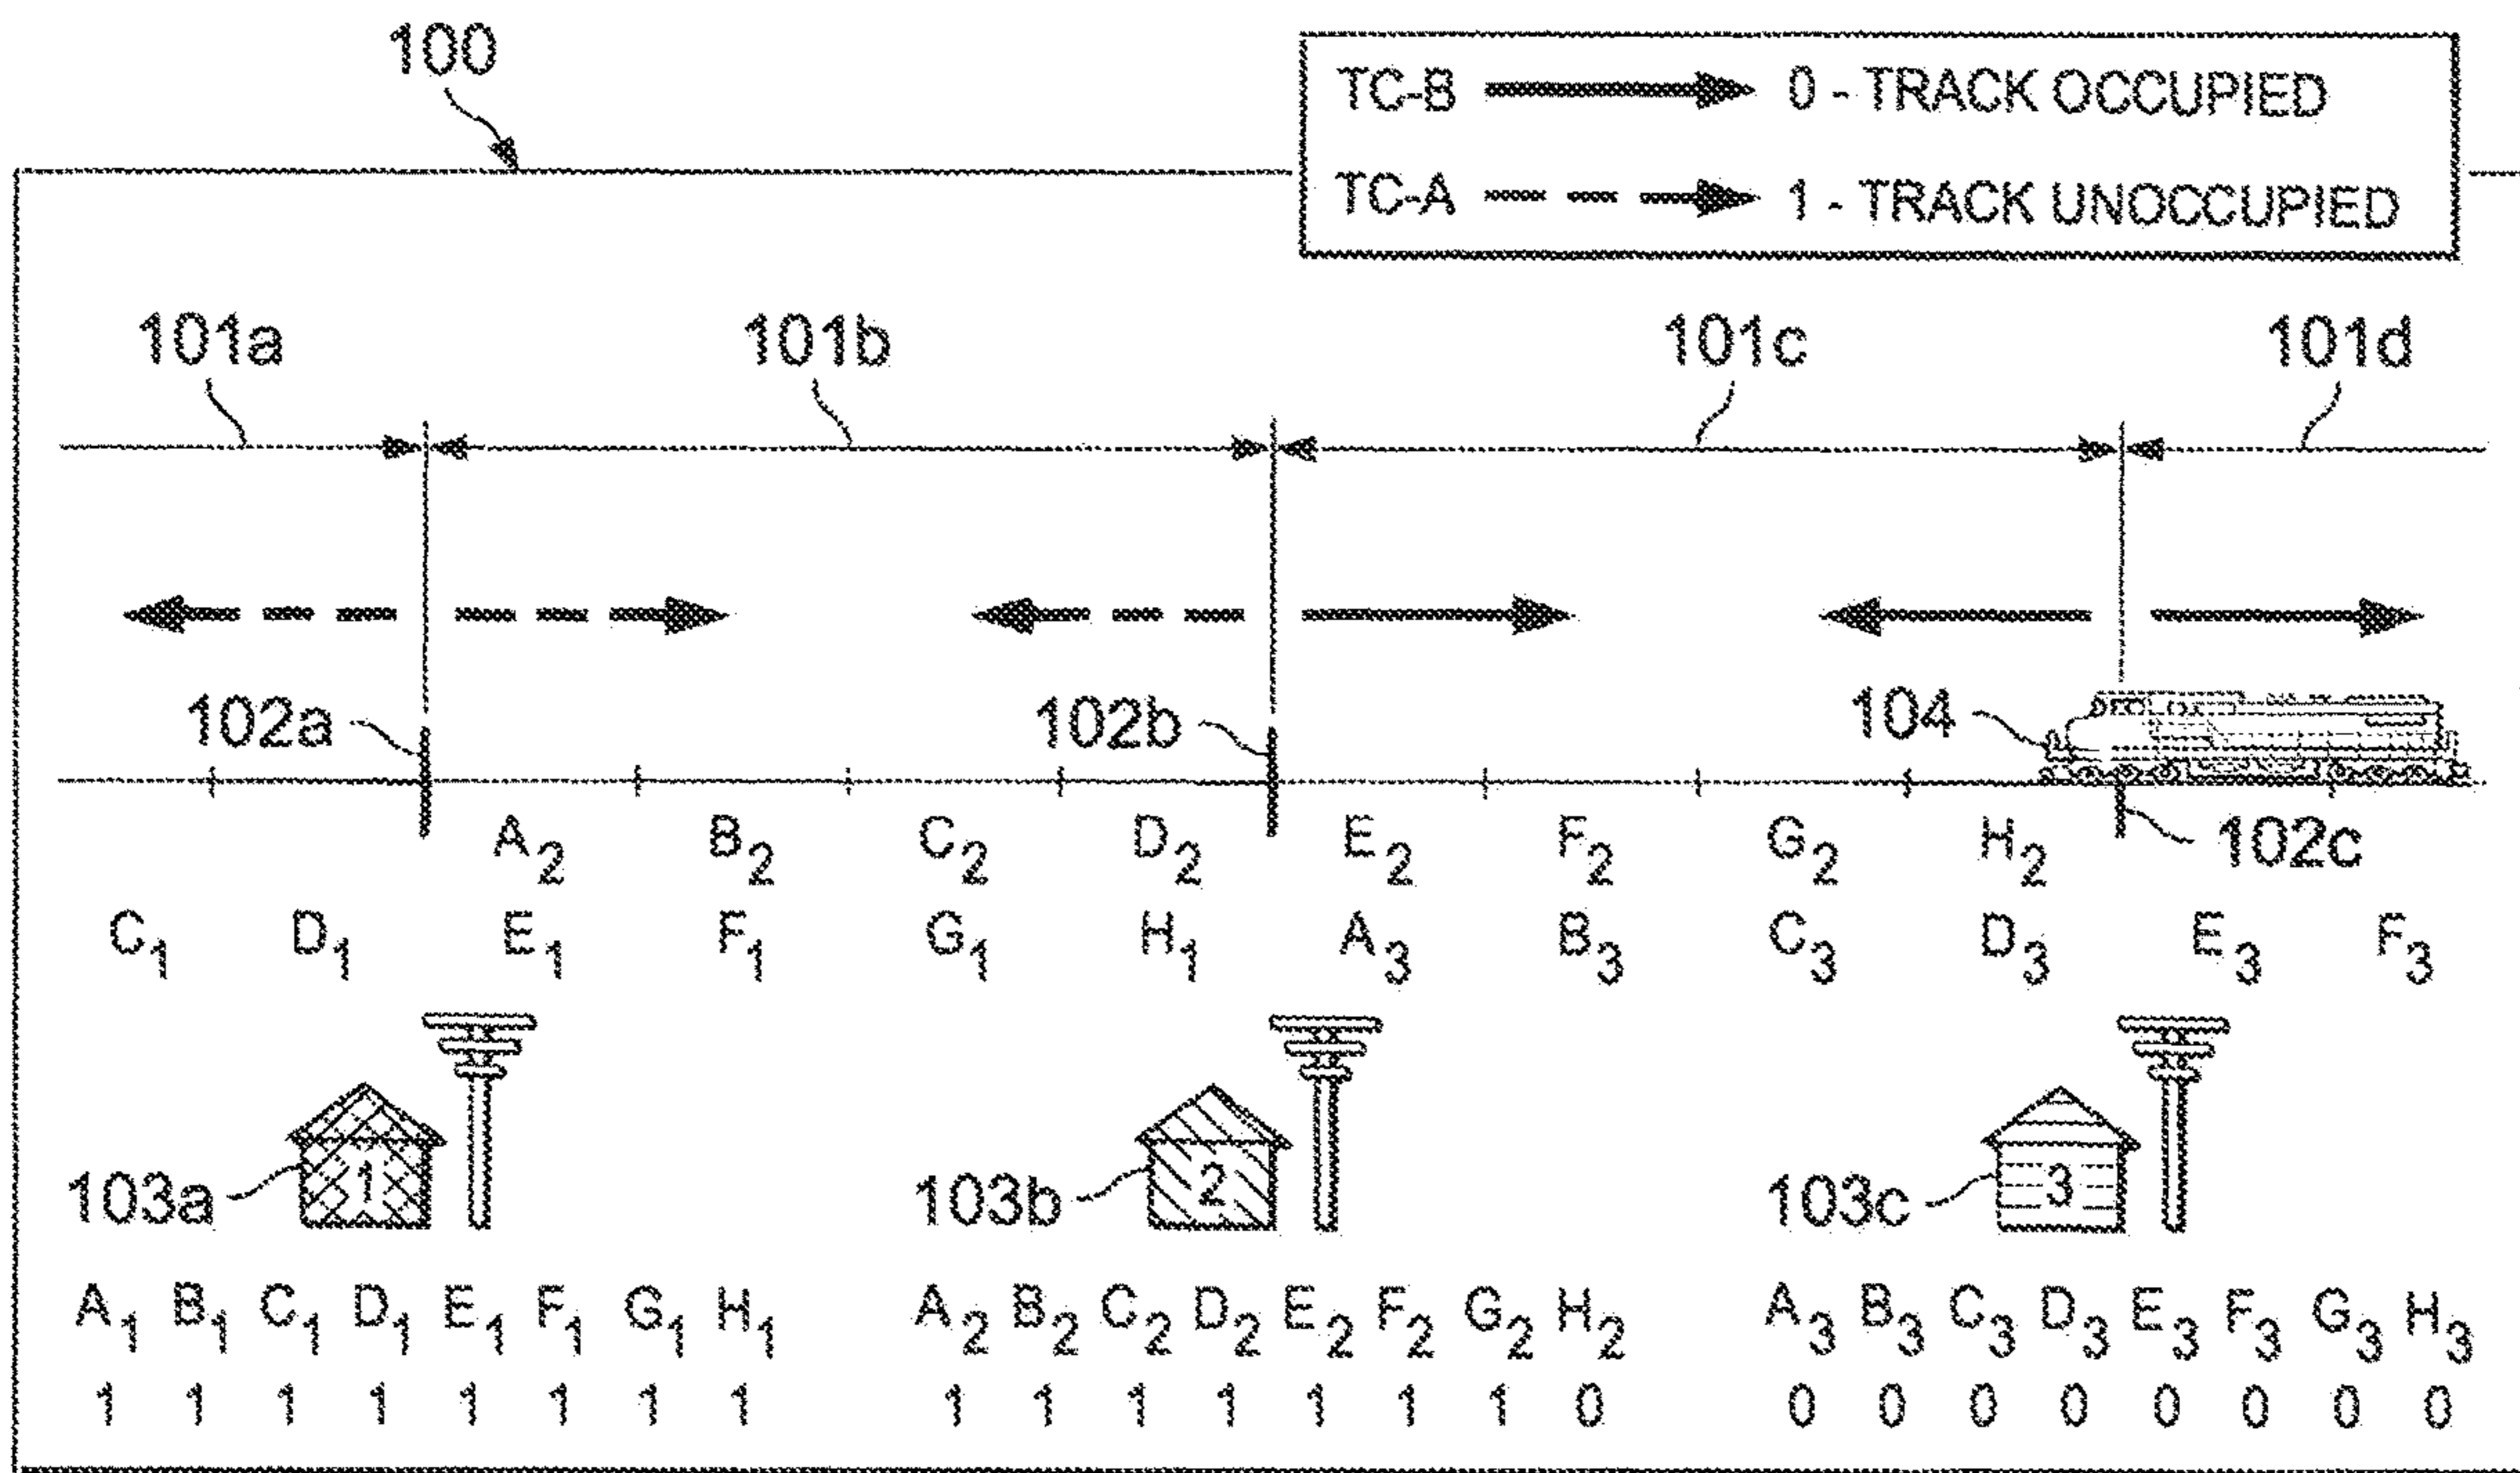 100
TC-B 0 - TRACK OCCUPIED
TC-A 1 - TRACK UNOCCUPIED
101a 101b 101c 101d
102a 102b 104
102c
A2 B2 C2 D2 E2 F2 G2 H2
C1 D1 E1 F1 G1 H1 A3 B3 C3 D3 E3 F3
1 2 3
103a 103b 103c
A1 B1 C1 D1 E1 F1 G1 H1 A2 B2 C2 D2 E2 F2 G2 H2 A3 B3 C3 D3 E3 F3 G3 H3
1 1 1 1 1 1 1 1 1 1 1 1 1 1 1 0 0 0 0 0 0 0 0 0